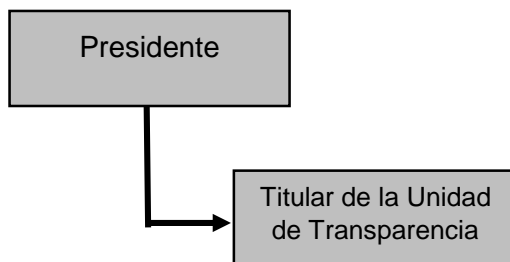 Presidente
Titular de la Unidad
de Transparencia